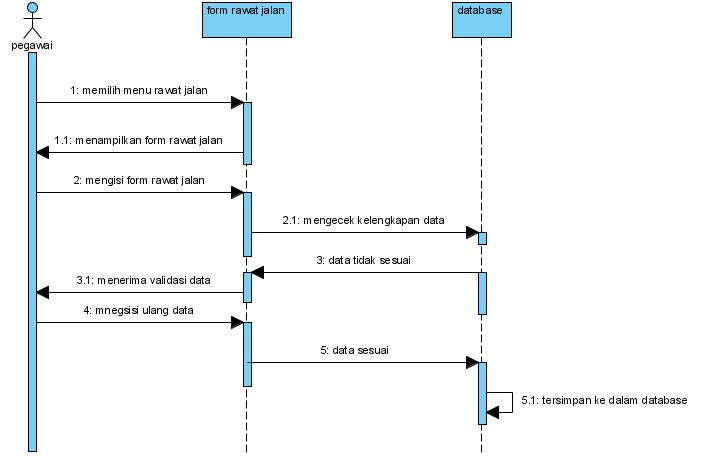 form rawat jalan
database
pegawai
1: memilih menu rawat jalan
1.1: menampilkan form rawat jalan
2: mengisi form rawat jalan
2.1: mengecek kelengkapan data
3: data tidak sesuai
3.1: menerima validasi data
4: mnegsisi ulang data
5: data sesuai
5.1: tersimpan ke dalam database